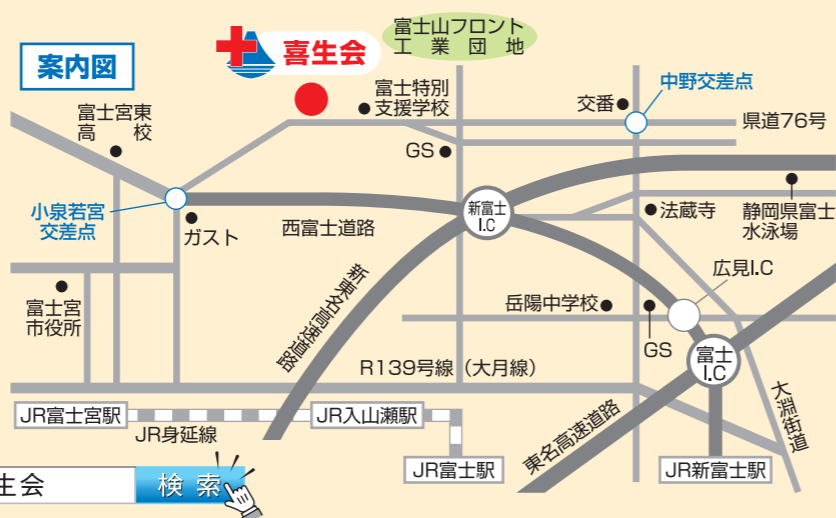 案内図
喜生会
富士山フロント
工業団地
富士宮東
高校
富士特別
支援学校
交番
中野交差点
県道76号
GS
小泉若宮
交差点
ガスト
西富士道路
新富士
I.C
法蔵寺
静岡県富士
水泳場
富士宮
市役所
新東名高速道路
広見I.C
岳陽中学校
GS
富士
I.C
R139号線（大月線）
大淵街道
JR富士宮駅
JR身延線
JR入山瀬駅
東名高速道路
JR富士駅
JR新富士駅
生会
検索